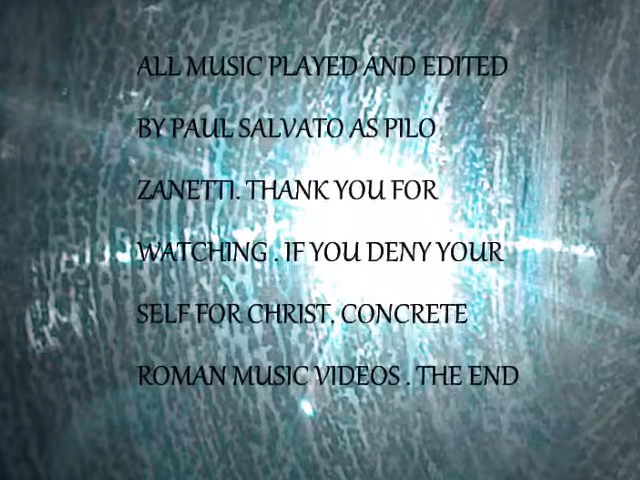 ALL MUSIC PLAYED AND EDITED
BY PAUL SALVATO AS PILO
ZANETTI. THANK YOU FOR
WATCHING . IF YOU DENY YOUR
SELF FOR CHRIST. CONCRETE
ROMAN MUSIC VIDEOS . THE END